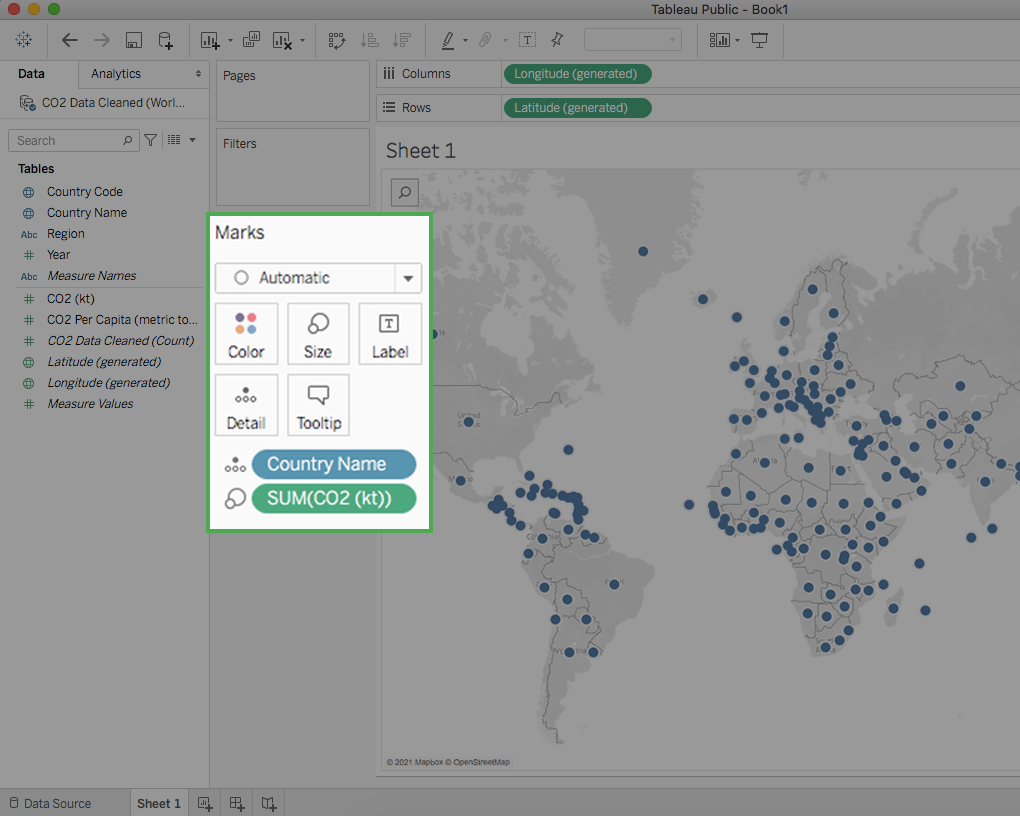 Tableau Public - Book1
Data
Analytics
Pages
Columns
Longitude (generated)
CO2 Data Cleaned (Worl...
Rows
Latitude (generated)
Search
Filters
Sheet 1
Tables
Country Code
Country Name
Abc Region
Year
Abc Measure Names
CO2 (kt)
CO2 Per Capita (metric to...
CO2 Data Cleaned (Count)
Latitude (generated)
Longitude (generated)
Measure Values
Marks
Automatic
Color
Size
T
Label
Detail
Tooltip
Country Name
SUM(CO2 (kt))
United
States
© 2021 Mapbox © OpenStreetMap
Data Source
Sheet 1